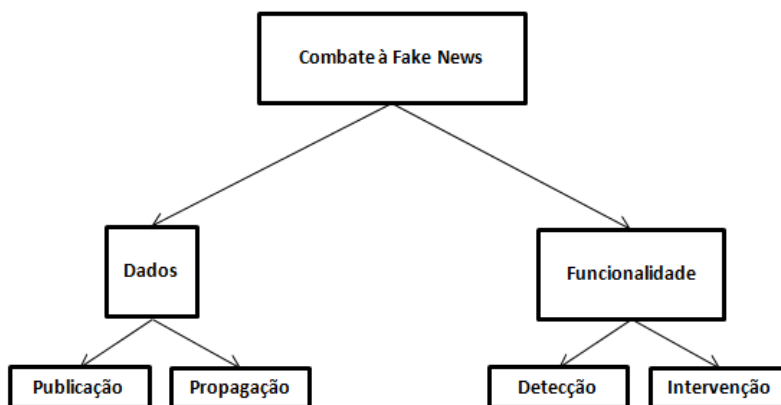 Combate à Fake News
Dados
Funcionalidade
Publicação
Propagação
Detecção
Intervenção